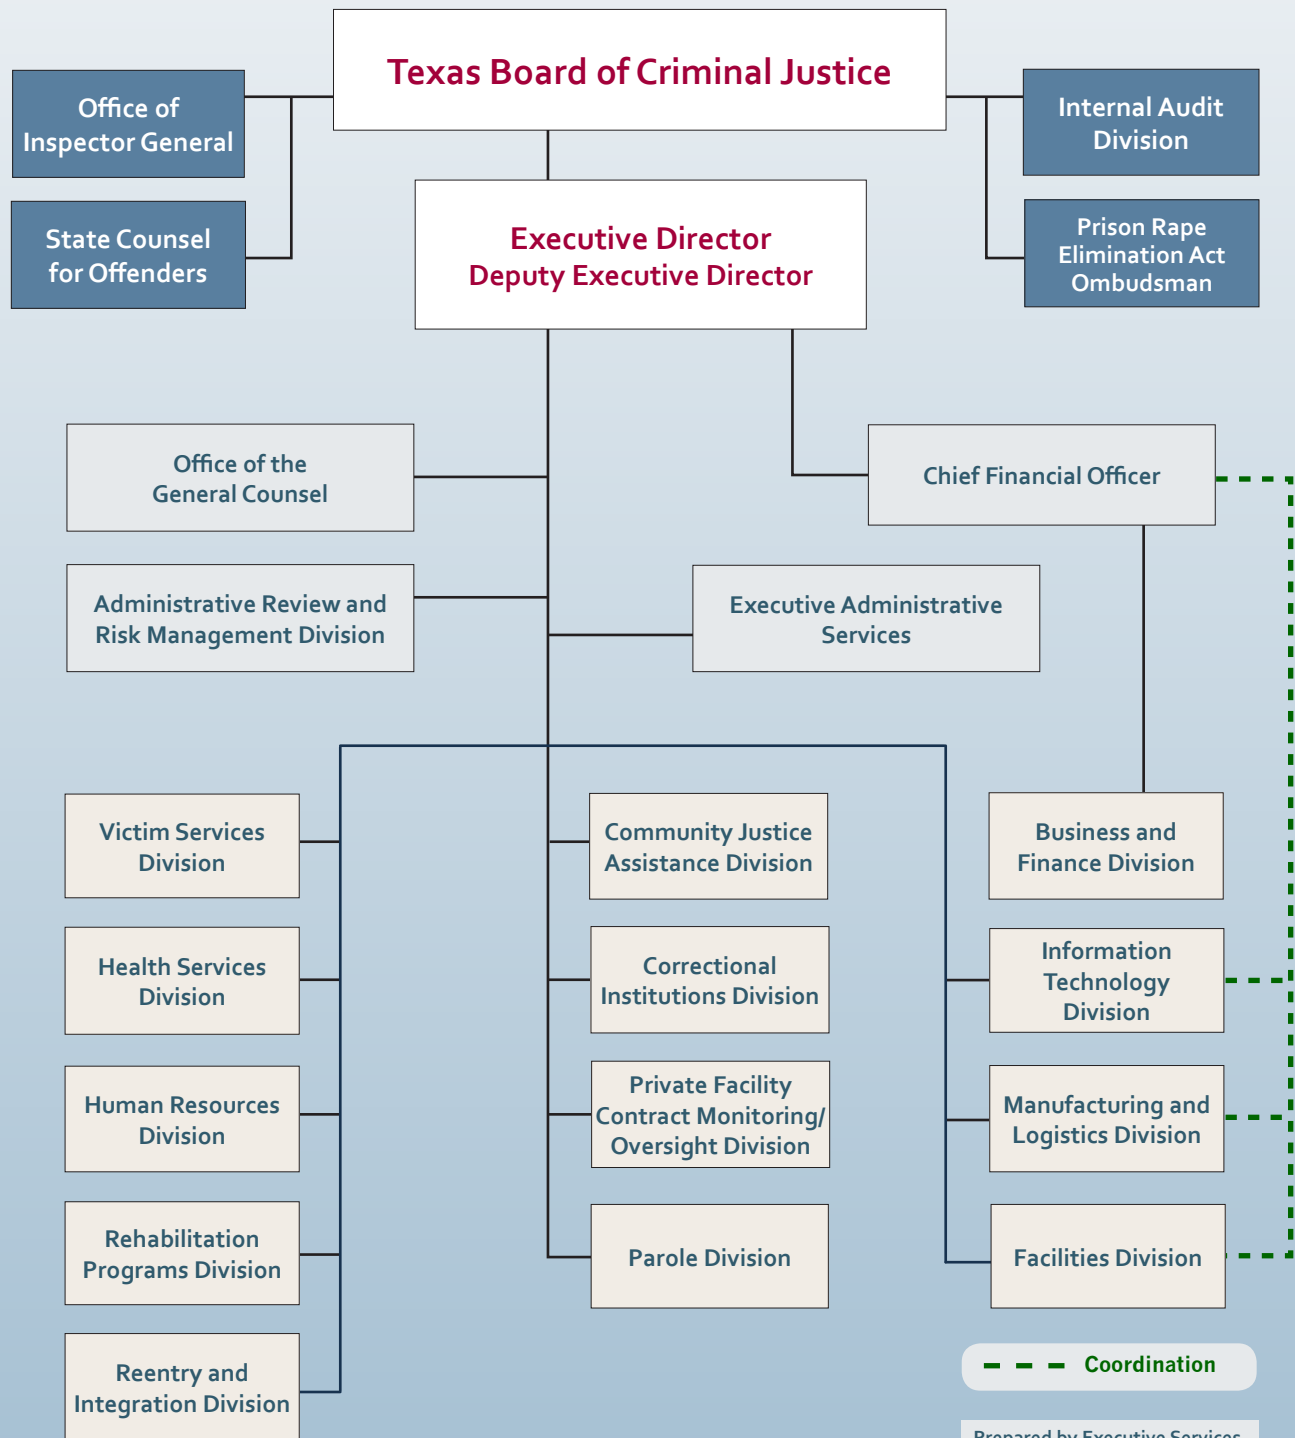 Texas Board of Criminal Justice
Office of
Inspector General
Internal Audit
Division
State Counsel
for Offenders
Prison Rape
Elimination Act
Ombudsman
Executive Director
Deputy Executive Director
Office of the
General Counsel
Chief Financial Officer
Administrative Review and
Risk Management Division
Executive Administrative
Services
Victim Services
Division
Community Justice
Assistance Division
Business and
Finance Division
Health Services
Division
Correctional
Institutions Division
Information
Technology
Division
Human Resources
Division
Private Facility
Contract Monitoring/
Oversight Division
Manufacturing and
Logistics Division
Rehabilitation
Programs Division
Parole Division
Facilities Division
Reentry and
Integration Division
Coordination
Prepared by Executive Services